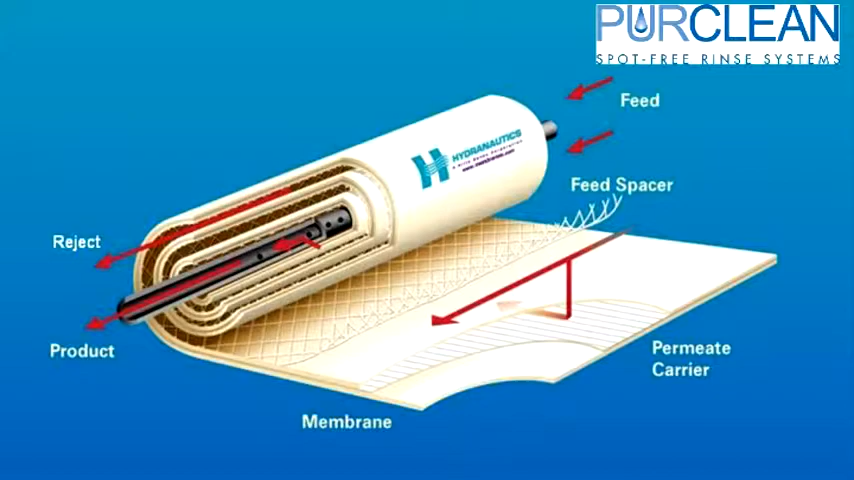 PURCLEAN
SPOT-FREE RINSE SYSTEMS
Feed
HYDRANAUTICS
Feed Spacer
Reject
Product
Permeate
Carrier
Membrane